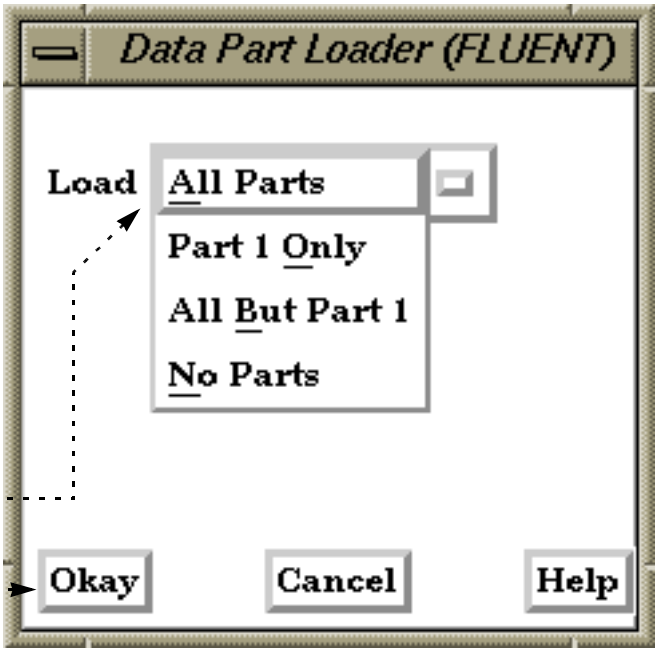 Data Part Loader (FLUENT)
Load All Parts
Part 1 Only
All But Part 1
No Parts
Okay Cancel Help